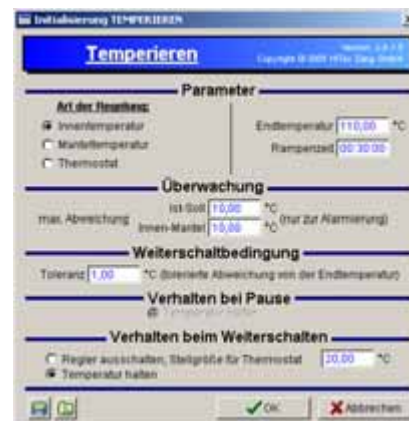 Initialisierung TEMPERIEREN
Temperieren
Parameter
Art der Regelung:
Innentemperatur
Manteltemperatur
Thermostat
Endtemperatur 110,00 °C
Rampenzeit 00:30:00
Überwachung
max. Abweichung
Ist-Soll 10,00 °C
Innen-Mantel 10,00 °C
(nur zur Alarmierung)
Weiterschaltbedingung
Toleranz 1,00 °C (tolerierte Abweichung von der Endtemperatur)
Verhalten bei Pause
Temperatur halten
Verhalten beim Weiterschalten
Regler ausschalten, Stellgröße für Thermostat 20,00 °C
Temperatur halten
OK
Abbrechen